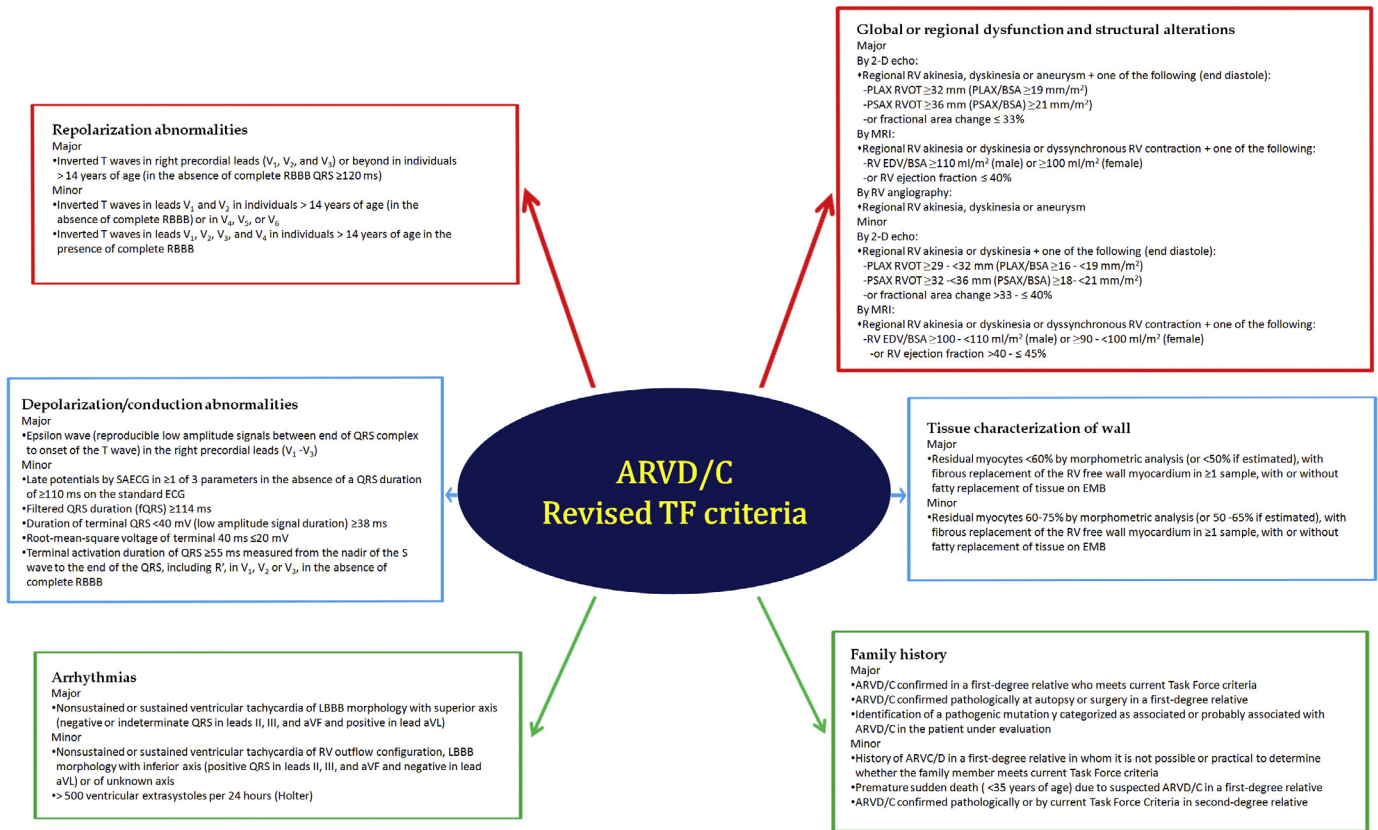 Repolarization abnormalities
Major
•Inverted T waves in right precordial leads (V1, V2, and V3) or beyond in individuals
> 14 years of age (in the absence of complete RBBB QRS ≥120 ms)
Minor
•Inverted T waves in leads V1 and V2 in individuals > 14 years of age (in the
absence of complete RBBB) or in V4, V5, or V6
•Inverted T waves in leads V1, V2, V3, and V4 in individuals > 14 years of age in the
presence of complete RBBB
Global or regional dysfunction and structural alterations
Major
By 2-D echo:
♦Regional RV akinesia, dyskinesia or aneurysm + one of the following (end diastole):
-PLAX RVOT ≥32 mm (PLAX/BSA ≥19 mm/m²)
-PSAX RVOT ≥36 mm (PSAX/BSA) ≥21 mm/m²)
-or fractional area change ≤ 33%
By MRI:
♦Regional RV akinesia or dyskinesia or dyssynchronous RV contraction + one of the following:
-RV EDV/BSA ≥110 ml/m² (male) or ≥100 ml/m² (female)
-or RV ejection fraction ≤ 40%
By RV angiography:
♦Regional RV akinesia, dyskinesia or aneurysm
Minor
By 2-D echo:
♦Regional RV akinesia or dyskinesia + one of the following (end diastole):
-PLAX RVOT ≥29 - <32 mm (PLAX/BSA ≥16 - <19 mm/m²)
-PSAX RVOT ≥32 -<36 mm (PSAX/BSA) ≥18- <21 mm/m²)
-or fractional area change >33 - ≤ 40%
By MRI:
♦Regional RV akinesia or dyskinesia or dyssynchronous RV contraction + one of the following:
-RV EDV/BSA ≥100 - <110 ml/m² (male) or ≥90 - <100 ml/m² (female)
-or RV ejection fraction >40 - ≤ 45%
Depolarization/conduction abnormalities
Major
•Epsilon wave (reproducible low amplitude signals between end of QRS complex
to onset of the T wave) in the right precordial leads (V1 -V3)
Minor
•Late potentials by SAECG in ≥1 of 3 parameters in the absence of a QRS duration
of ≥110 ms on the standard ECG
•Filtered QRS duration (fQRS) ≥114 ms
•Duration of terminal QRS <40 mV (low amplitude signal duration) ≥38 ms
•Root-mean-square voltage of terminal 40 ms ≤20 mV
•Terminal activation duration of QRS ≥55 ms measured from the nadir of the S
wave to the end of the QRS, including R’, in V1, V2 or V3, in the absence of
complete RBBB
ARVD/C
Revised TF criteria
Tissue characterization of wall
Major
•Residual myocytes <60% by morphometric analysis (or <50% if estimated), with
fibrous replacement of the RV free wall myocardium in ≥1 sample, with or without
fatty replacement of tissue on EMB
Minor
•Residual myocytes 60-75% by morphometric analysis (or 50 -65% if estimated), with
fibrous replacement of the RV free wall myocardium in ≥1 sample, with or without
fatty replacement of tissue on EMB
Arrhythmias
Major
•Nonsustained or sustained ventricular tachycardia of LBBB morphology with superior axis
(negative or indeterminate QRS in leads II, III, and aVF and positive in lead aVL)
Minor
•Nonsustained or sustained ventricular tachycardia of RV outflow configuration, LBBB
morphology with inferior axis (positive QRS in leads II, III, and aVF and negative in lead
aVL) or of unknown axis
•> 500 ventricular extrasystoles per 24 hours (Holter)
Family history
Major
•ARVD/C confirmed in a first-degree relative who meets current Task Force criteria
•ARVD/C confirmed pathologically at autopsy or surgery in a first-degree relative
•Identification of a pathogenic mutation y categorized as associated or probably associated with
ARVD/C in the patient under evaluation
Minor
•History of ARVC/D in a first-degree relative in whom it is not possible or practical to determine
whether the family member meets current Task Force criteria
•Premature sudden death ( <35 years of age) due to suspected ARVD/C in a first-degree relative
•ARVD/C confirmed pathologically or by current Task Force Criteria in second-degree relative